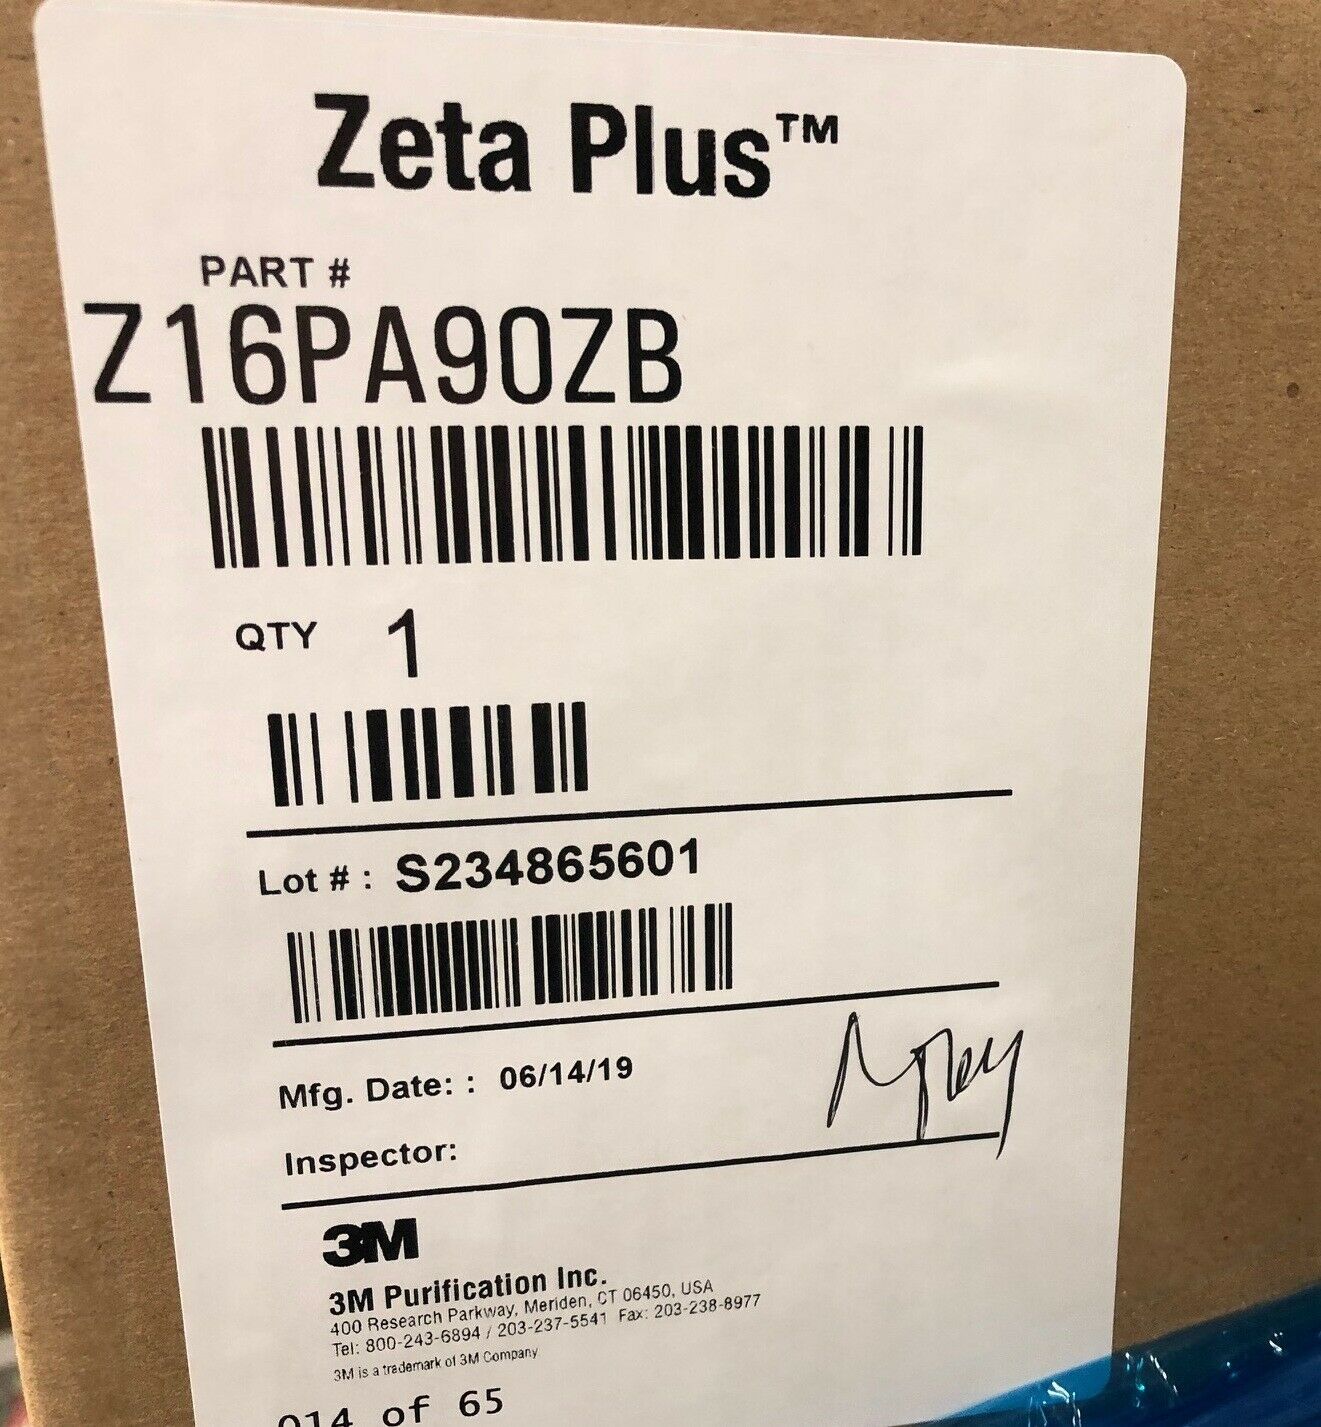 Zeta Plus™
PART #
Z16PA90ZB
QTY 1
Lot # : S234865601
Mfg. Date: : 06/14/19
Inspector:
3M
3M Purification Inc.
400 Research Parkway, Meriden, CT 06450, USA
Tel: 800-243-6894 / 203-237-5541 Fax: 203-238-8977
3M is a trademark of 3M Company
014 of 65